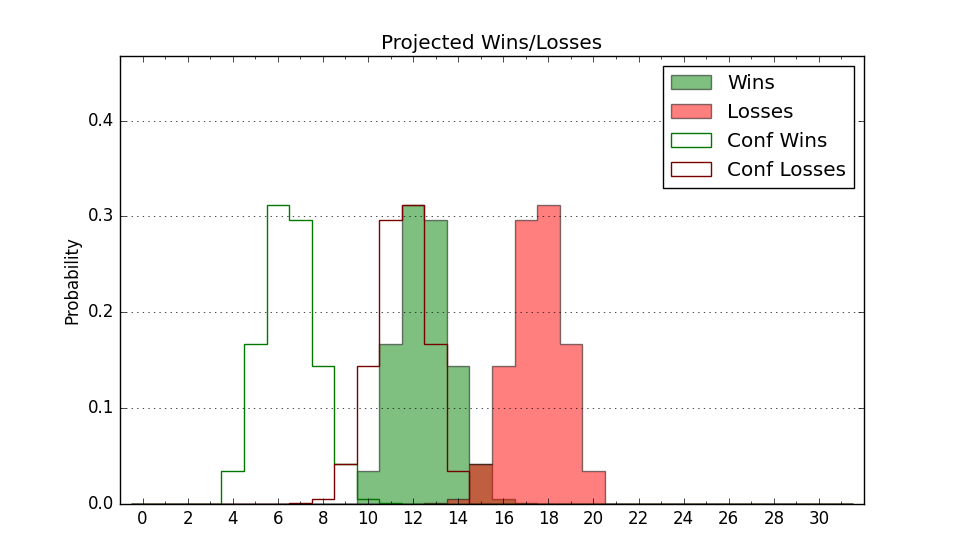 Projected Wins/Losses
Wins
Losses
Conf Wins
Conf Losses
Probability
0.4
0.3
0.2
0.1
0.0
0 2 4 6 8 10 12 14 16 18 20 22 24 26 28 30